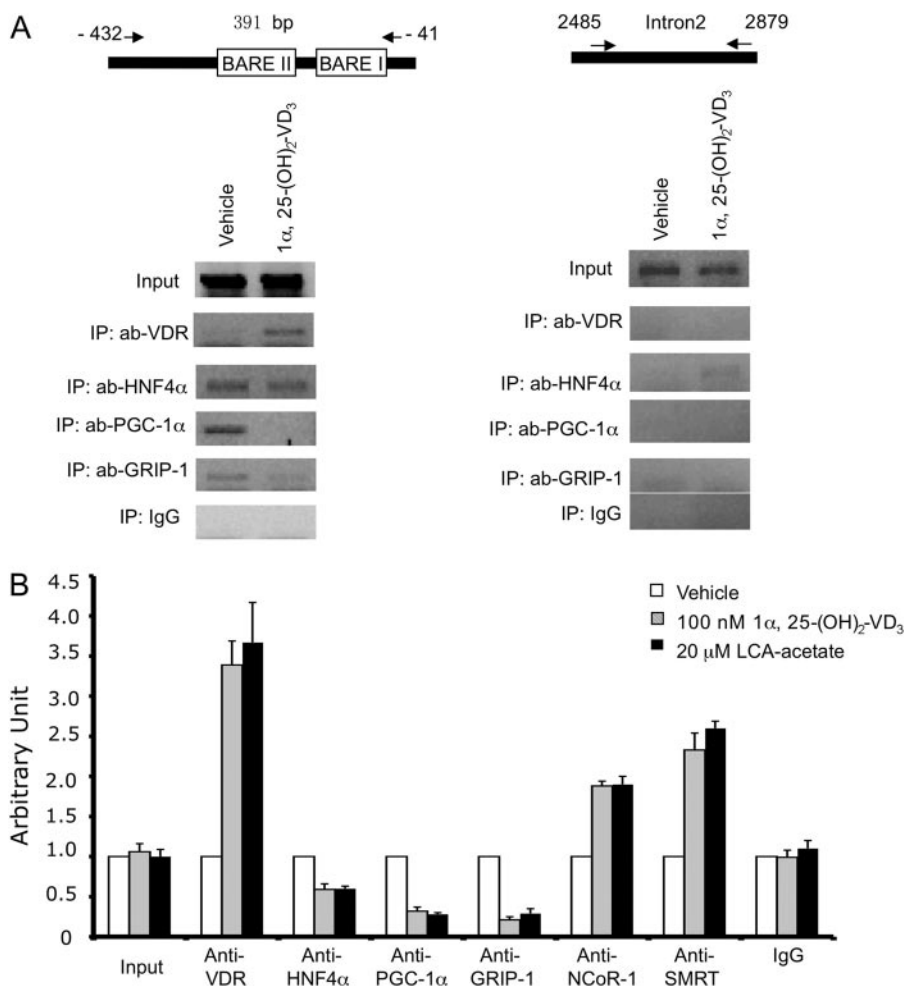 A
- 432
391 bp
- 41
BARE II
BARE I
2485
Intron2
2879
Vehicle
1α, 25-(OH)₂-VD₃
Input
IP: ab-VDR
IP: ab-HNF4α
IP: ab-PGC-1α
IP: ab-GRIP-1
IP: IgG
Vehicle
1α, 25-(OH)₂-VD₃
Input
IP: ab-VDR
IP: ab-HNF4α
IP: ab-PGC-1α
IP: ab-GRIP-1
IP: IgG
B
Arbitrary Unit
4.5
4.0
3.5
3.0
2.5
2.0
1.0
0.5
0
Vehicle
100 nM 1α, 25-(OH)₂-VD₃
20 μM LCA-acetate
Input
Anti-
VDR
Anti-
HNF4α
Anti-
PGC-1α
Anti-
GRIP-1
Anti-
NCoR-1
Anti-
SMRT
IgG